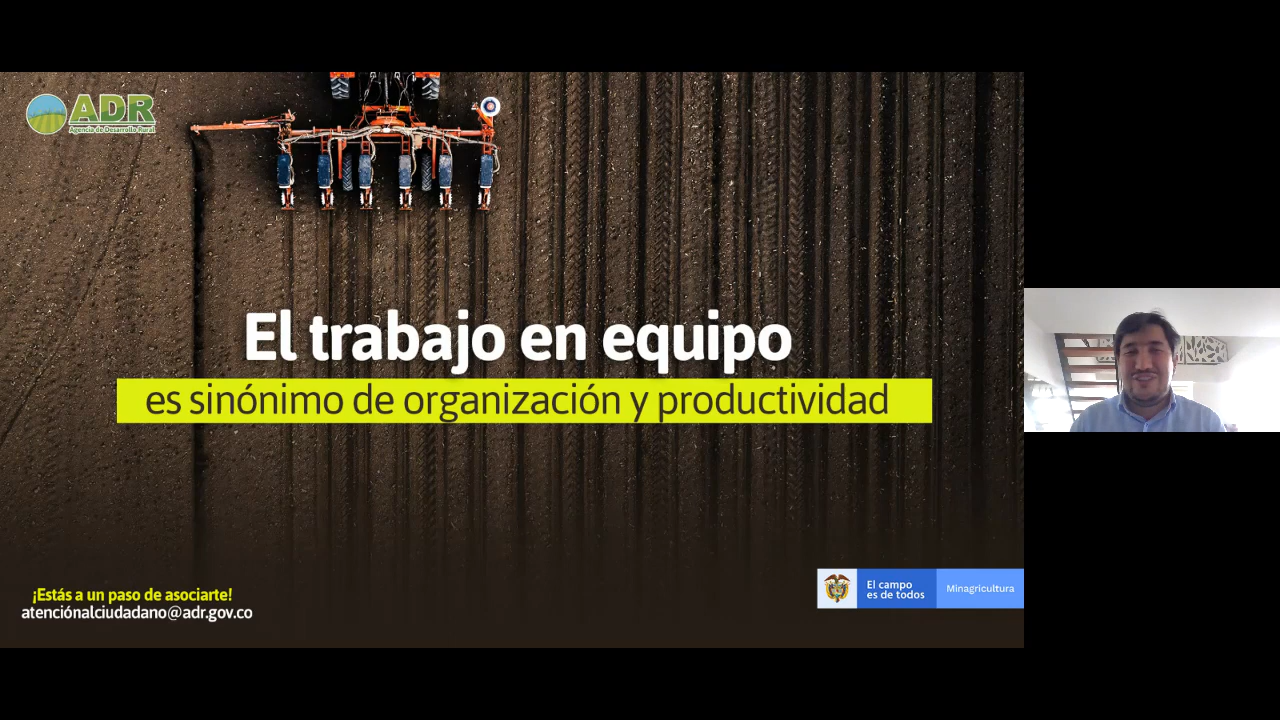 ADR
Agencia de Desarrollo Rural
El trabajo en equipo
es sinónimo de organización y productividad
¡Estás a un paso de asociarte!
atenciónalciudadano@adr.gov.co
El campo
es de todos
Minagricultura